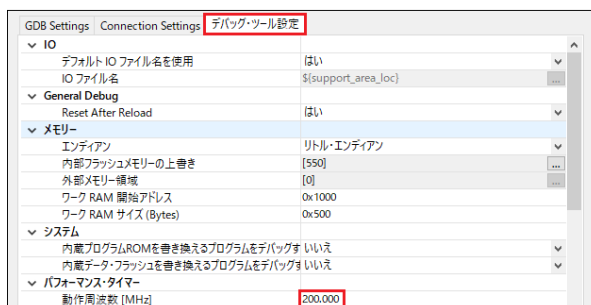 GDB Settings Connection Settings デバッグ・ツール設定
IO
デフォルト IO ファイル名を使用 はい
IO ファイル名 ${support_area_loc} ...
General Debug
Reset After Reload はい
メモリー
エンディアン リトル・エンディアン
内部フラッシュメモリーの上書き [550] ...
外部メモリー領域 [0] ...
ワーク RAM 開始アドレス 0x1000
ワーク RAM サイズ (Bytes) 0x500
システム
内蔵プログラムROMを書き換えるプログラムをデバッグす いいえ
内蔵データ・フラッシュを書き換えるプログラムをデバッグす いいえ
パフォーマンス・タイマー
動作周波数 [MHz] 200.000